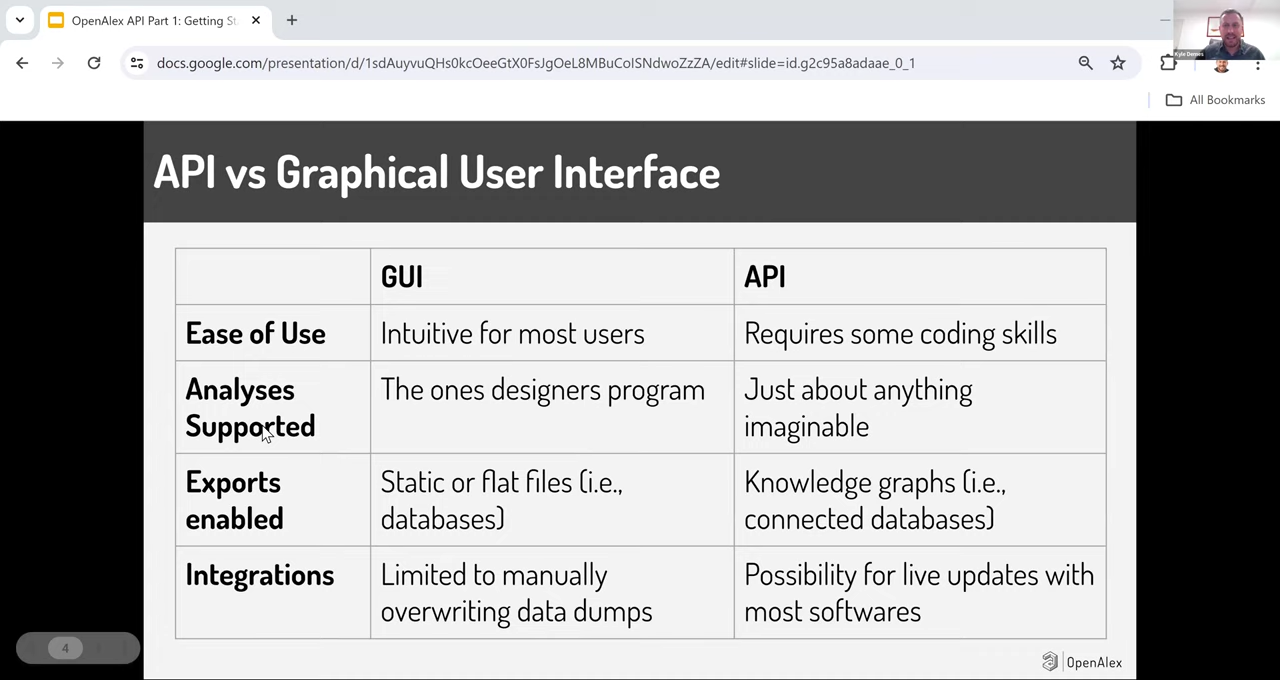 OpenAlex API Part 1: Getting S
docs.google.com/presentation/d/1sdAuyvuQHs0kcOCeGtX0FsJgOeL8MBuColSNdwoZzZA/edit#slide=id.g2c95a8adaae_0_1
All Bookmarks
API vs Graphical User Interface
GUI
API
Ease of Use
Intuitive for most users
Requires some coding skills
Analyses
Supported
The ones designers program
Just about anything
imaginable
Exports
enabled
Static or flat files (i.e.,
databases)
Knowledge graphs (i.e.,
connected databases)
Integrations
Limited to manually
overwriting data dumps
Possibility for live updates with
most softwares
4
OpenAlex